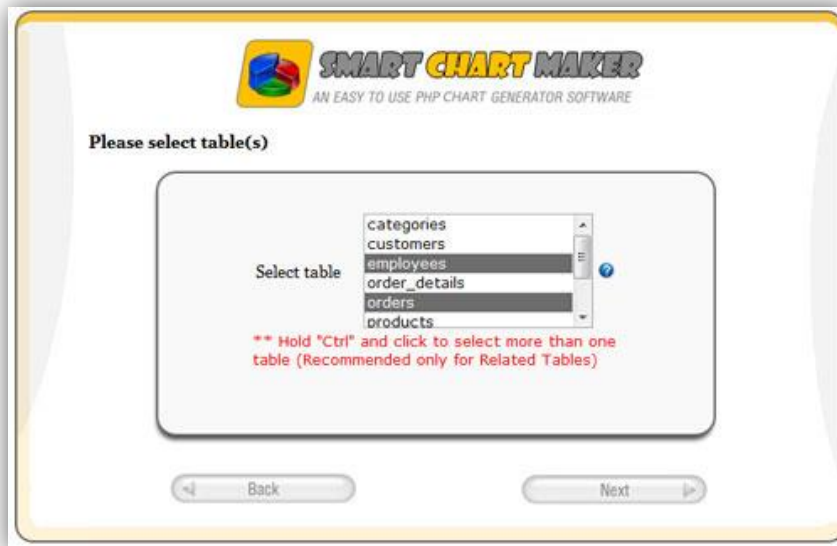 SMART CHART MAKER
AN EASY TO USE PHP CHART GENERATOR SOFTWARE
Please select table(s)
categories
customers
employees
Select table
order_details
orders
products
** Hold "Ctrl" and click to select more than one
table (Recommended only for Related Tables)
Back
Next